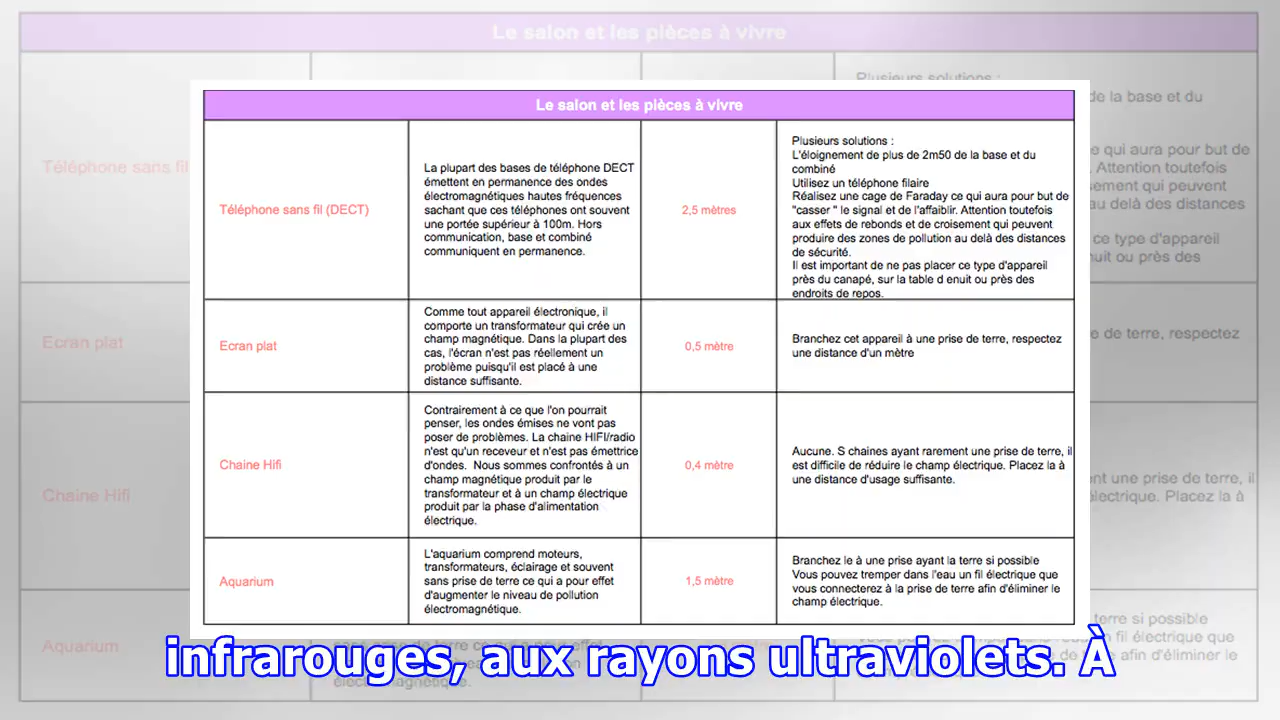 Le salon et les pièces à vivre
Téléphone sans fil (DECT)
La plupart des bases de téléphone DECT
émettent en permanence des ondes
électromagnétiques hautes fréquences
sachant que ces téléphones ont souvent
une portée supérieur à 100m. Hors
communication, base et combiné
communiquent en permanence.
2,5 mètres
Plusieurs solutions :
L'éloignement de plus de 2m50 de la base et du
combiné
Utilisez un téléphone filaire
Réalisez une cage de Faraday ce qui aura pour but de
"casser " le signal et de l'affaiblir. Attention toutefois
aux effets de rebonds et de croisement qui peuvent
produire des zones de pollution au delà des distances
de sécurité.
Il est important de ne pas placer ce type d'appareil
près du canapé, sur la table d enuit ou près des
endroits de repos.
Ecran plat
Comme tout appareil électronique, il
comporte un transformateur qui crée un
champ magnétique. Dans la plupart des
cas, l'écran n'est pas réellement un
problème puisqu'il est placé à une
distance suffisante.
0,5 mètre
Branchez cet appareil à une prise de terre, respectez
une distance d'un mètre
Chaine Hifi
Contrairement à ce que l'on pourrait
penser, les ondes émises ne vont pas
poser de problèmes. La chaine HIFI/radio
n'est qu'un receveur et n'est pas émettrice
d'ondes. Nous sommes confrontés à un
champ magnétique produit par le
transformateur et à un champ électrique
produit par la phase d'alimentation
électrique.
0,4 mètre
Aucune. S chaines ayant rarement une prise de terre, il
est difficile de réduire le champ électrique. Placez la à
une distance d'usage suffisante.
Aquarium
L'aquarium comprend moteurs,
transformateurs, éclairage et souvent
sans prise de terre ce qui a pour effet
d'augmenter le niveau de pollution
électromagnétique.
1,5 mètre
Branchez le à une prise ayant la terre si possible
Vous pouvez tremper dans l'eau un fil électrique que
vous connecterez à la prise de terre afin d'éliminer le
champ électrique.
infrarouges, aux rayons ultraviolets. À